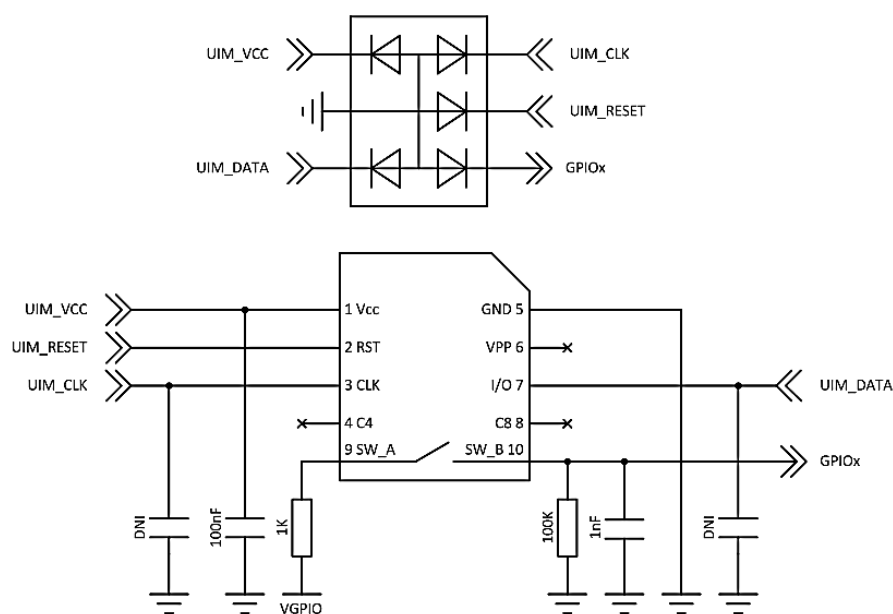 UIM_VCC
UIM_CLK
UIM_RESET
UIM_DATA
GPIOx
UIM_VCC
1 Vcc
GND 5
UIM_RESET
2 RST
VPP 6
UIM_CLK
3 CLK
I/O 7
UIM_DATA
4 C4
C8 8
9 SW_A
SW_B 10
GPIOx
DNI
100nF
1K
100K
1nF
DNI
VGPIO